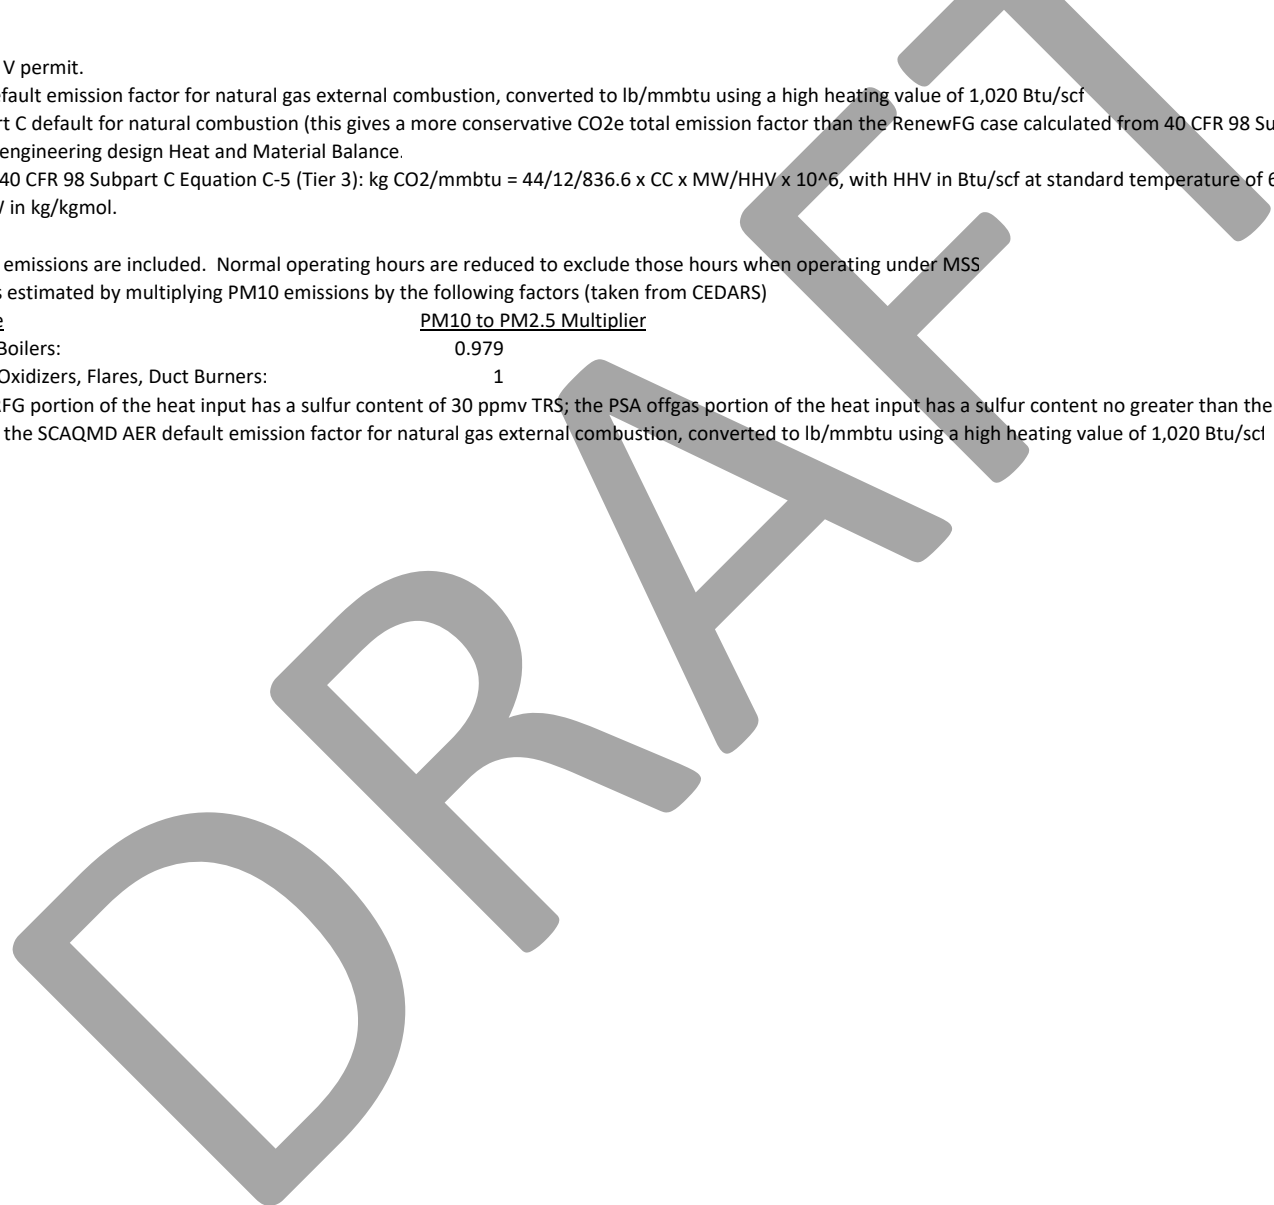 V permit.
fault emission factor for natural gas external combustion, converted to lb/mmbtu using a high heating value of 1,020 Btu/scf
t C default for natural combustion (this gives a more conservative CO2e total emission factor than the RenewFG case calculated from 40 CFR 98 Su
engineering design Heat and Material Balance.
40 CFR 98 Subpart C Equation C-5 (Tier 3): kg CO2/mmbtu = 44/12/836.6 x CC x MW/HHV x 10^6, with HHV in Btu/scf at standard temperature of 6
in kg/kgmol.
emissions are included. Normal operating hours are reduced to exclude those hours when operating under MSS
s estimated by multiplying PM10 emissions by the following factors (taken from CEDARS)
e PM10 to PM2.5 Multiplier
Boilers: 0.979
Oxidizers, Flares, Duct Burners: 1
FG portion of the heat input has a sulfur content of 30 ppmv TRS; the PSA offgas portion of the heat input has a sulfur content no greater than the
the SCAQMD AER default emission factor for natural gas external combustion, converted to lb/mmbtu using a high heating value of 1,020 Btu/scf
DRAFT